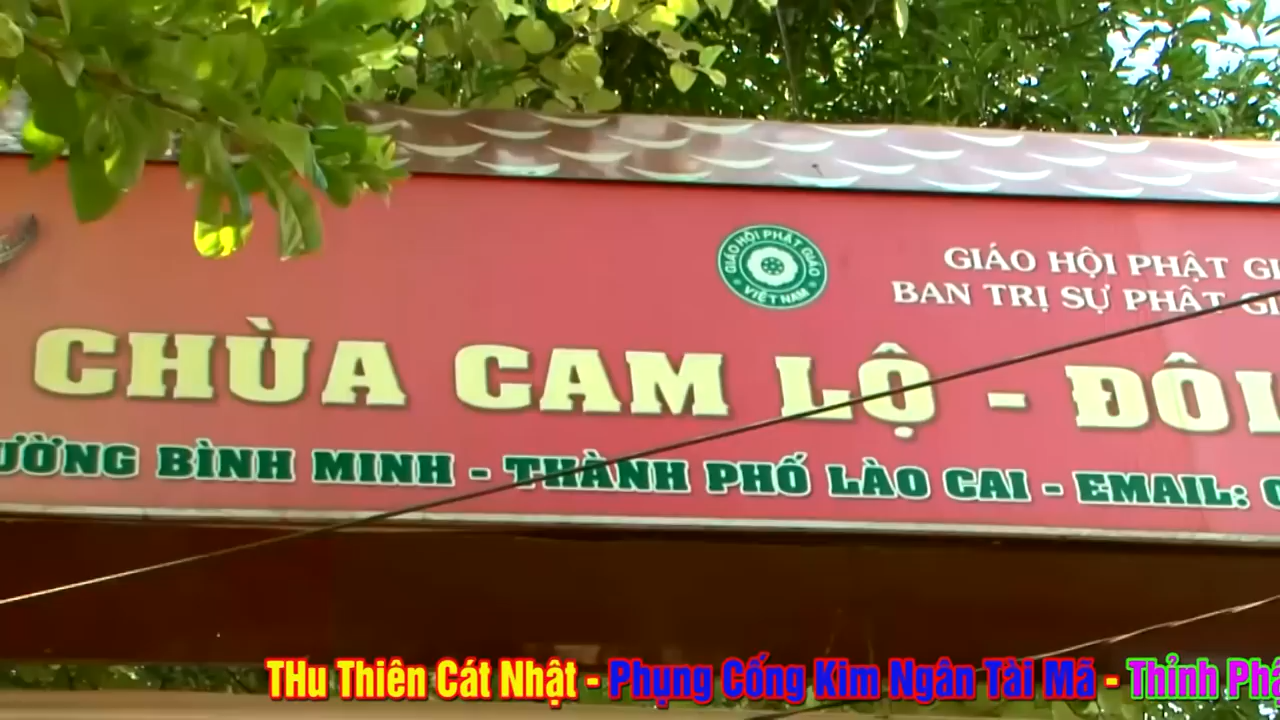 GIÁO HỘI PHẬT GIÁO
VIỆT NAM
GIÁO HỘI PHẬT GI
BAN TRỊ SỰ PHẬT GI
CHÙA CAM LỘ - ĐÔI
ƯỜNG BÌNH MINH - THÀNH PHỐ LÀO CAI - EMAIL:
THu Thiên Cát Nhật - Phụng Cống Kim Ngân Tài Mã - Thỉnh Phậ